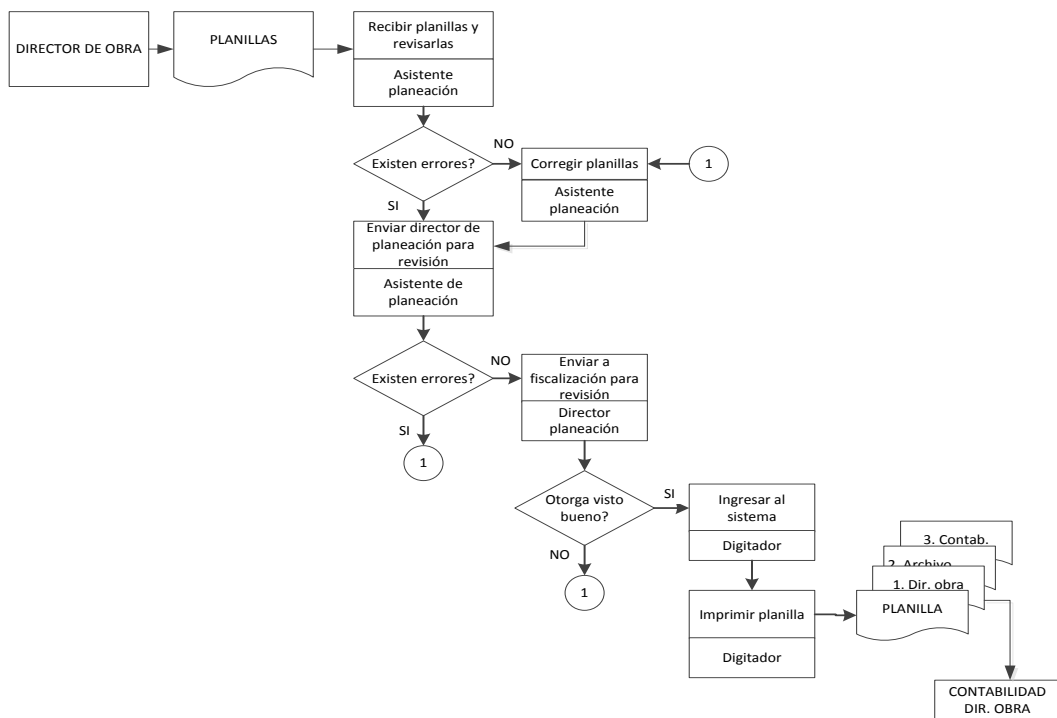 DIRECTOR DE OBRA
PLANILLAS
Recibir planillas y
revisarlas
Asistente
planeación
Existen errores?
NO
SI
Corregir planillas
Asistente
planeación
1
Enviar director de
planeación para
revisión
Asistente de
planeación
Existen errores?
NO
SI
1
Enviar a
fiscalización para
revisión
Director
planeación
Otorga visto
bueno?
SI
NO
1
Ingresar al
sistema
Digitador
Imprimir planilla
Digitador
3. Contab.
2. Archivo
1. Dir. obra
PLANILLA
CONTABILIDAD
DIR. OBRA